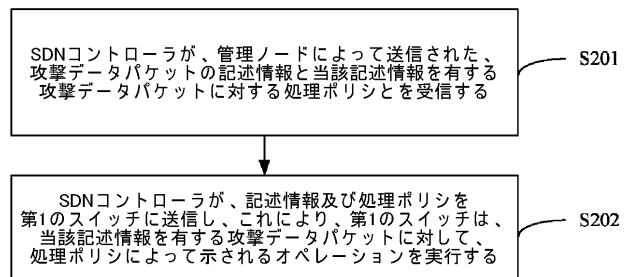 SDNコントローラが、管理ノードによって送信された、
攻撃データパケットの記述情報と当該記述情報を有する
攻撃データパケットに対する処理ポリシとを受信する
S201
SDNコントローラが、記述情報及び処理ポリシを
第1のスイッチに送信し、これにより、第1のスイッチは、
当該記述情報を有する攻撃データパケットに対して、
処理ポリシによって示されるオペレーションを実行する
S202